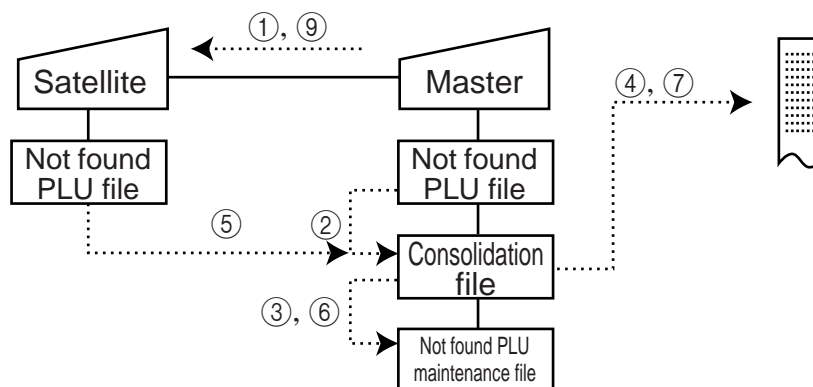 ①, ⑨
Satellite
Master
④, ⑦
Not found
PLU file
Not found
PLU file
⑤
②
Consolidation
file
③, ⑥
Not found PLU
maintenance file